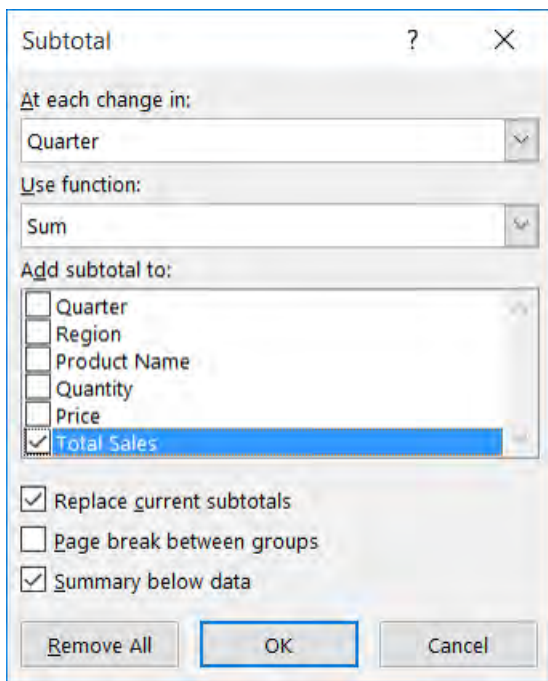 Subtotal ?
At each change in:
Quarter
Use function:
Sum
Add subtotal to:
Quarter
Region
Product Name
Quantity
Price
Total Sales
Replace current subtotals
Page break between groups
Summary below data
Remove All OK Cancel